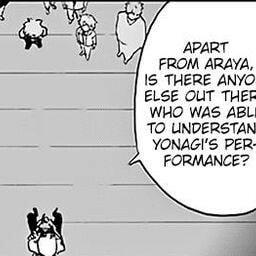 APART
FROM ARAYA,
IS THERE ANYO
ELSE OUT THER
WHO WAS ABL
TO UNDERSTAN
YONAGI'S PER-
FORMANCE?